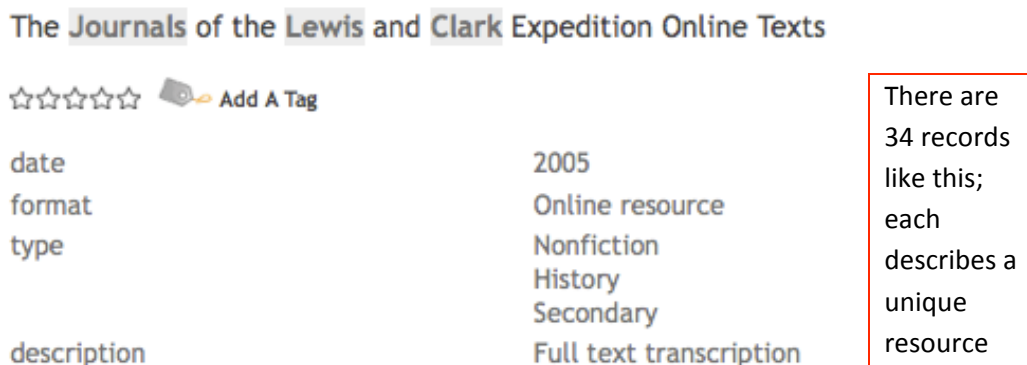 The Journals of the Lewis and Clark Expedition Online Texts
Add A Tag
date 2005
format Online resource
type Nonfiction
History
Secondary
description Full text transcription
There are
34 records
like this;
each
describes a
unique
resource